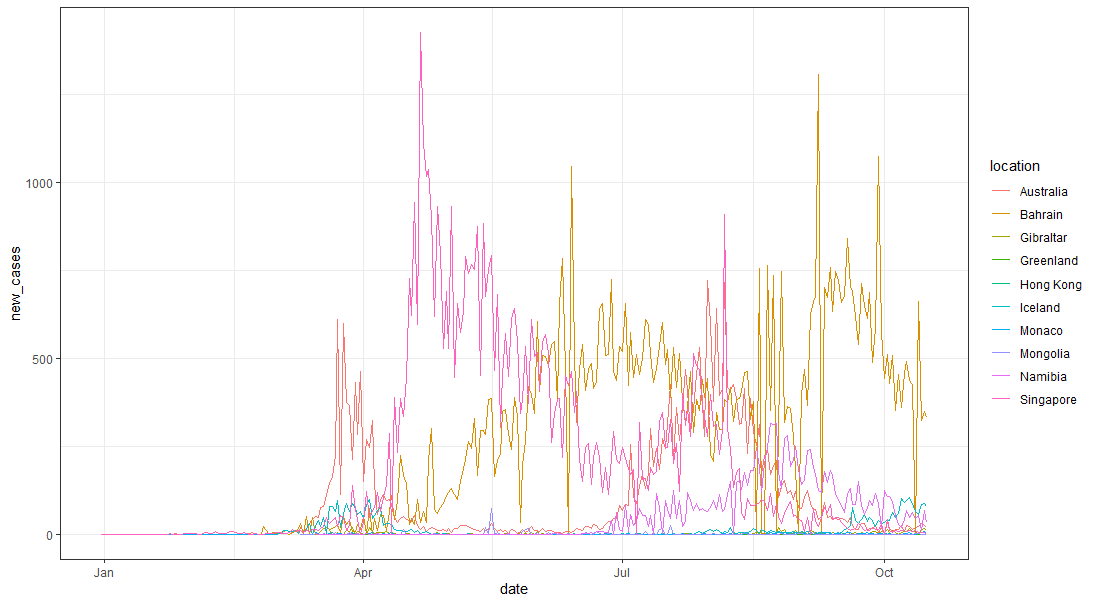 1000
500
0
new_cases
Jan
Apr
Jul
Oct
date
location
Australia
Bahrain
Gibraltar
Greenland
Hong Kong
Iceland
Monaco
Mongolia
Namibia
Singapore